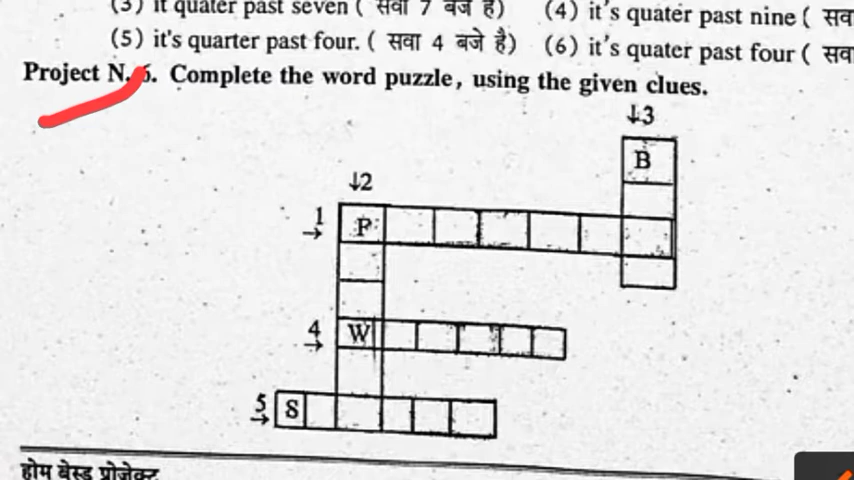 (3) it quater past seven ( सवा 7 बजे है) (4) it's quater past nine ( सवा
(5) it's quarter past four. ( सवा 4 बजे है) (6) it's quater past four ( सवा
Project N. 6. Complete the word puzzle, using the given clues.
↓3
B
↓2
1 → P
4 → W
5 → S
होम बेस्ड प्रोजेक्ट